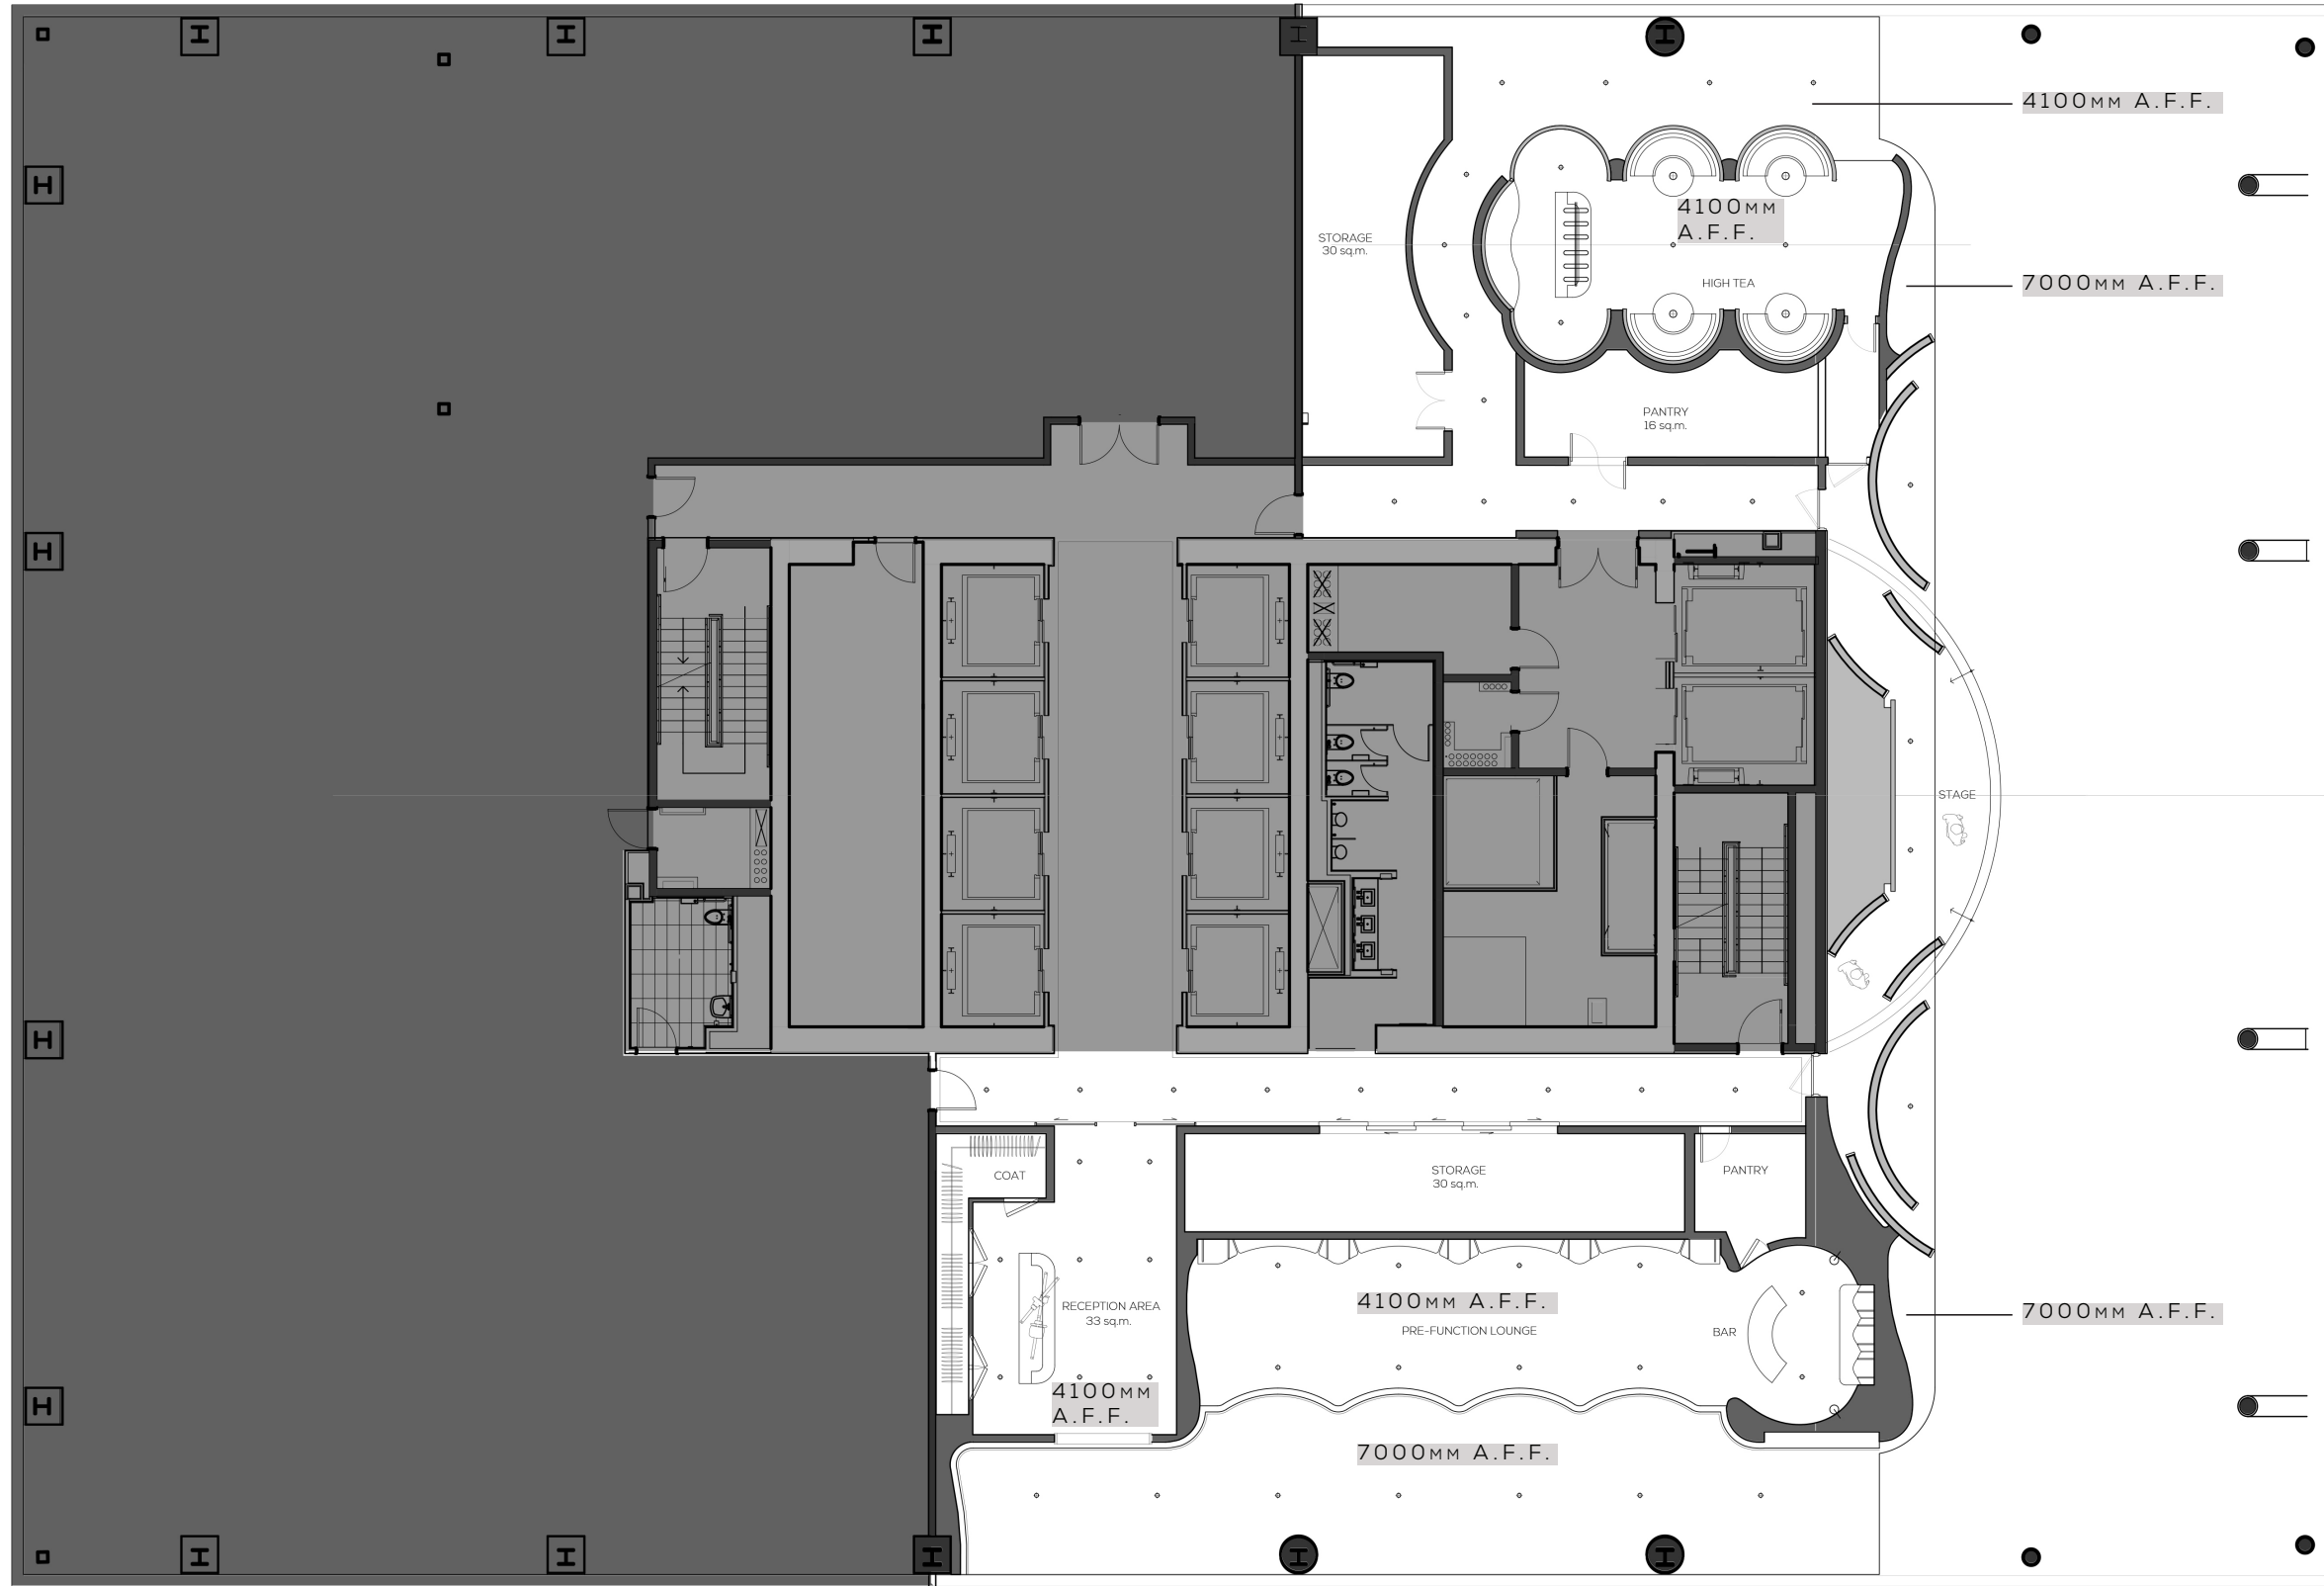 4100MM A.F.F.
4100MM
A.F.F.
STORAGE
30 sq.m.
7000MM A.F.F.
HIGH TEA
PANTRY
16 sq.m.
STAGE
COAT
STORAGE
30 sq.m.
PANTRY
RECEPTION AREA
33 sq.m.
4100MM A.F.F.
PRE-FUNCTION LOUNGE
BAR
7000MM A.F.F.
4100MM
A.F.F.
7000MM A.F.F.